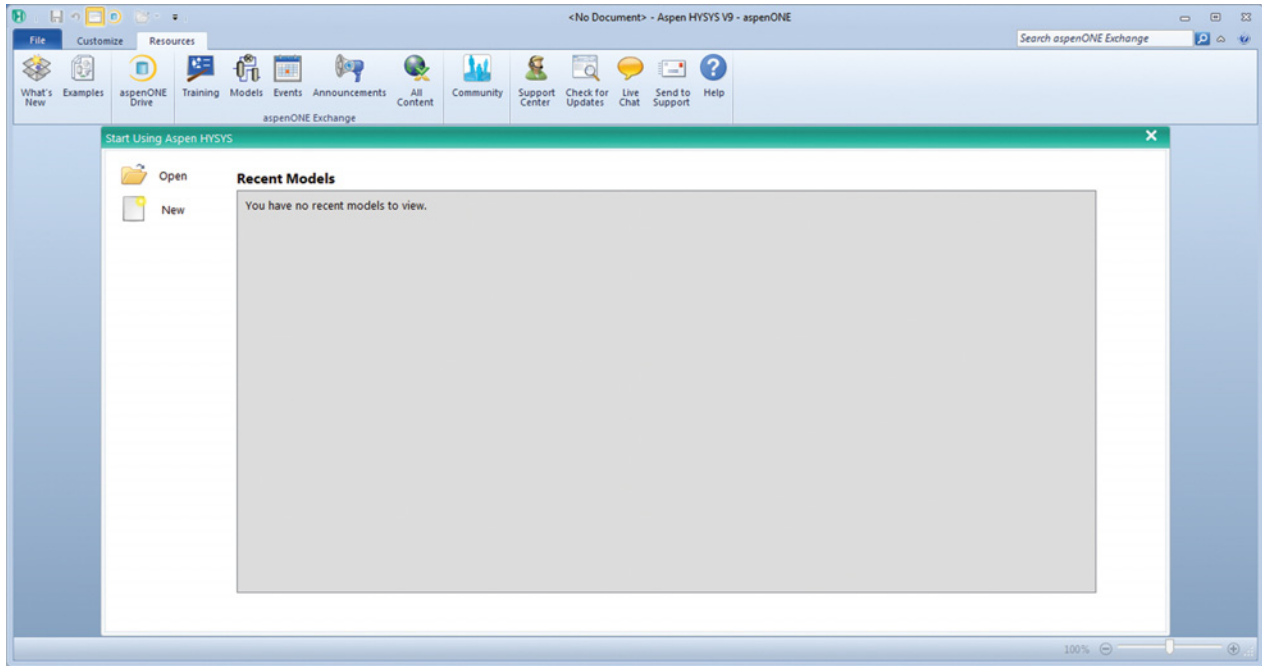 <No Document> - Aspen HYSYS V9 - aspenONE
File Customize Resources
Search aspenONE Exchange
What's New
Examples
aspenONE Drive
Training
Models
Events
Announcements
All Content
Community
Support Center
Check for Updates
Live Chat
Send to Support
Help
aspenONE Exchange
Start Using Aspen HYSYS
Open
New
Recent Models
You have no recent models to view.
100%